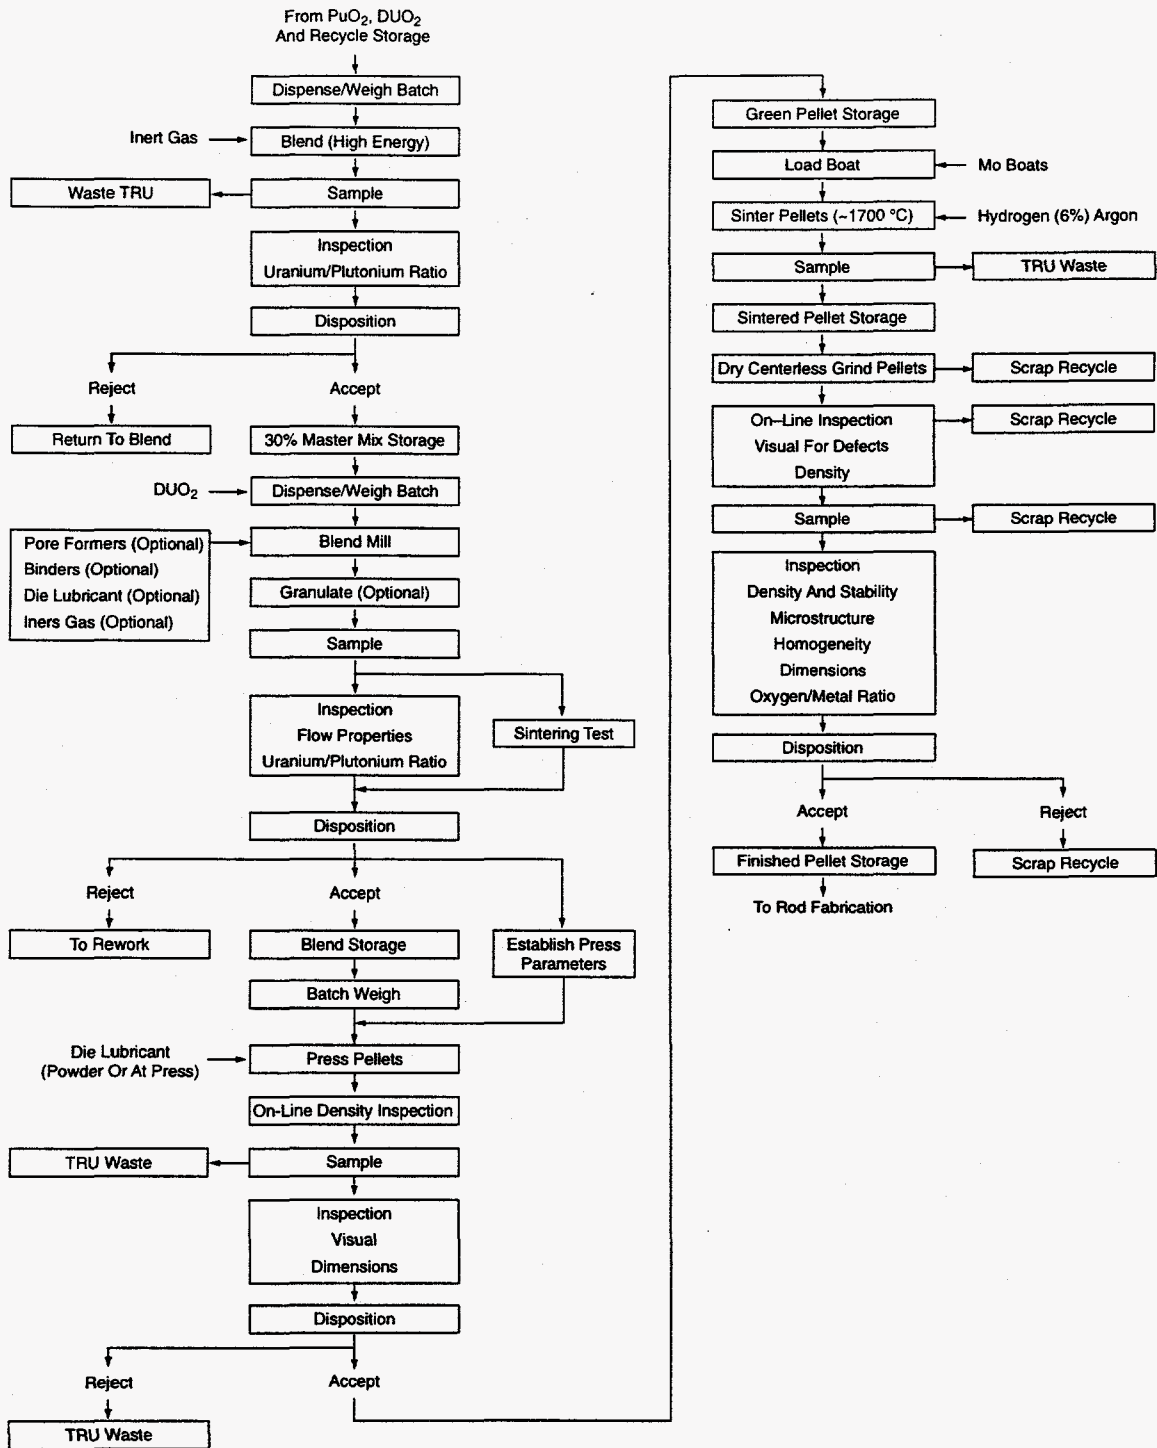 From PuO2, DUO2
And Recycle Storage
Dispense/Weigh Batch
Inert Gas
Blend (High Energy)
Waste TRU
Sample
Inspection
Uranium/Plutonium Ratio
Disposition
Reject
Accept
Return To Blend
30% Master Mix Storage
DUO2
Dispense/Weigh Batch
Pore Formers (Optional)
Binders (Optional)
Die Lubricant (Optional)
Iners Gas (Optional)
Blend Mill
Granulate (Optional)
Sample
Inspection
Flow Properties
Uranium/Plutonium Ratio
Sintering Test
Disposition
Reject
Accept
To Rework
Blend Storage
Establish Press
Parameters
Batch Weigh
Die Lubricant
(Powder Or At Press)
Press Pellets
On-Line Density Inspection
TRU Waste
Sample
Inspection
Visual
Dimensions
Disposition
Reject
Accept
TRU Waste
Green Pellet Storage
Load Boat
Mo Boats
Sinter Pellets (~1700 °C)
Hydrogen (6%) Argon
Sample
TRU Waste
Sintered Pellet Storage
Dry Centerless Grind Pellets
Scrap Recycle
On–Line Inspection
Visual For Defects
Density
Scrap Recycle
Sample
Scrap Recycle
Inspection
Density And Stability
Microstructure
Homogeneity
Dimensions
Oxygen/Metal Ratio
Disposition
Accept
Reject
Finished Pellet Storage
Scrap Recycle
To Rod Fabrication